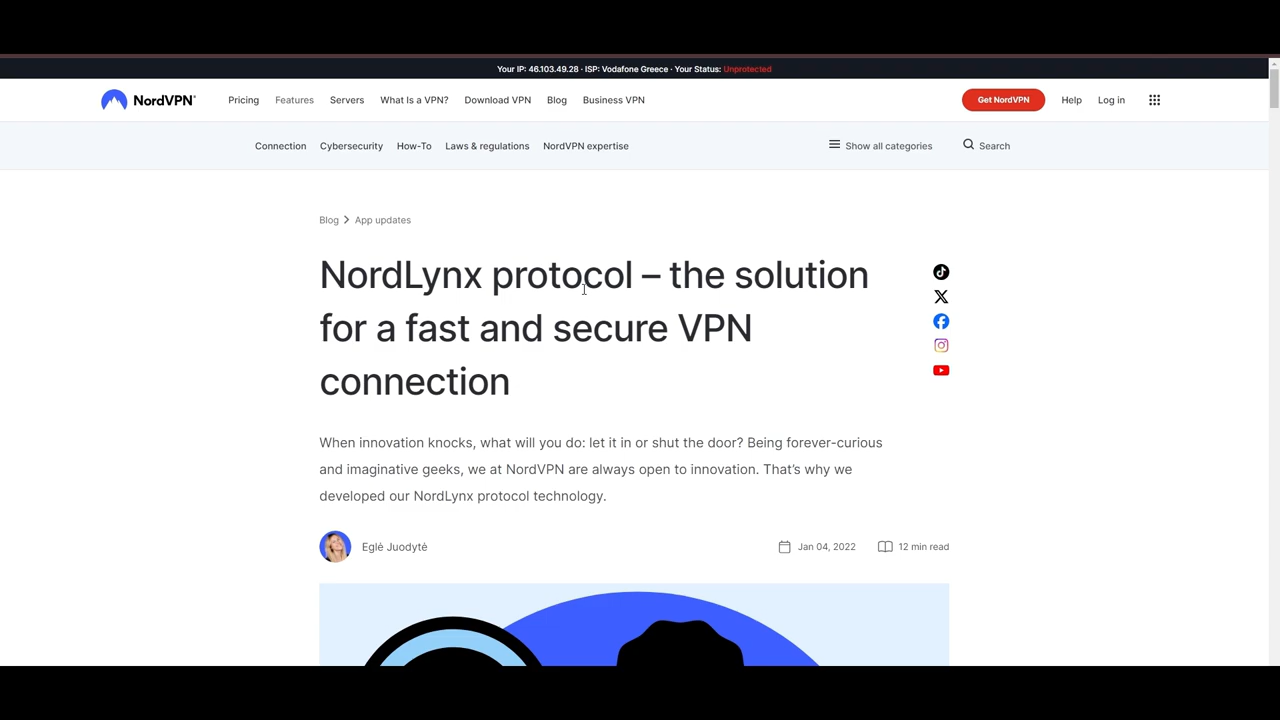 Your IP: 46.103.49.28 · ISP: Vodafone Greece · Your Status: Unprotected
NordVPN® Pricing Features Servers What Is a VPN? Download VPN Blog Business VPN Get NordVPN Help Log in
Connection Cybersecurity How-To Laws & regulations NordVPN expertise Show all categories Search
Blog > App updates
NordLynx protocol – the solution
for a fast and secure VPN
connection
When innovation knocks, what will you do: let it in or shut the door? Being forever-curious
and imaginative geeks, we at NordVPN are always open to innovation. That's why we
developed our NordLynx protocol technology.
Eglė Juodytė Jan 04, 2022 12 min read